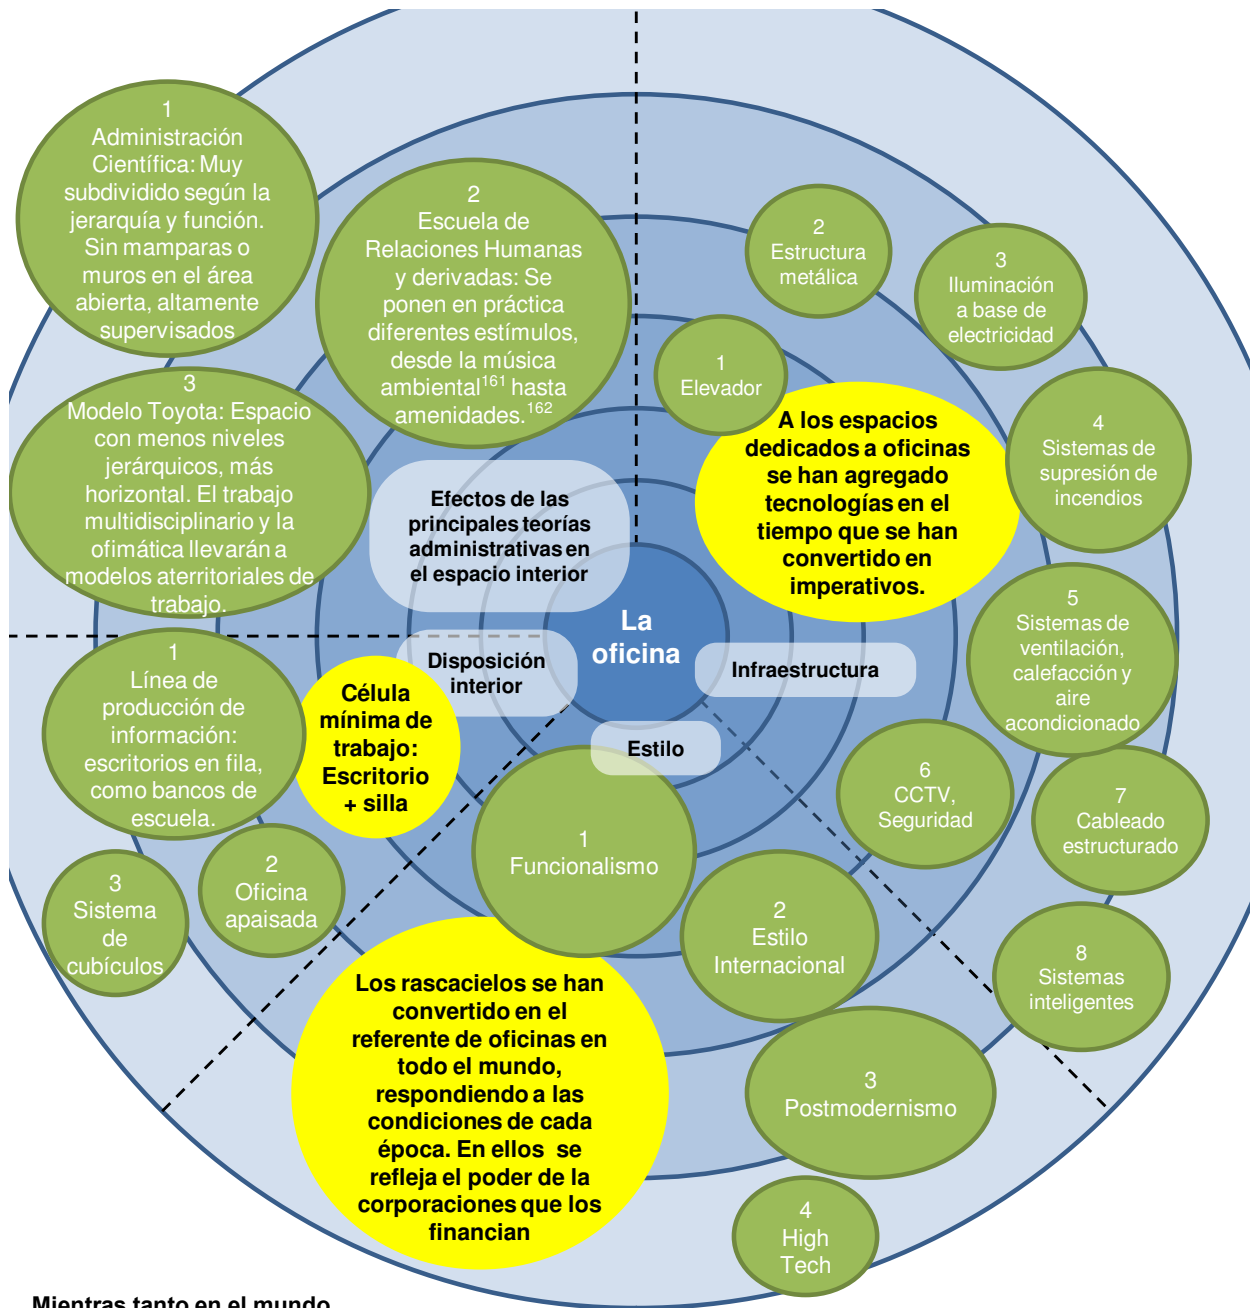 1
Administración
Científica: Muy
subdividido según la
jerarquía y función.
Sin mamparas o
muros en el área
abierta, altamente
supervisados
2
Escuela de
Relaciones Humanas
y derivadas: Se
ponen en práctica
diferentes estímulos,
desde la música
ambiental161 hasta
amenidades.162
3
Modelo Toyota: Espacio
con menos niveles
jerárquicos, más
horizontal. El trabajo
multidisciplinario y la
ofimática llevarán a
modelos aterritoriales de
trabajo.
Efectos de las
principales teorías
administrativas en
el espacio interior
2
Estructura
metálica
3
Iluminación
a base de
electricidad
1
Elevador
A los espacios
dedicados a oficinas
se han agregado
tecnologías en el
tiempo que se han
convertido en
imperativos.
4
Sistemas de
supresión de
incendios
5
Sistemas de
ventilación,
calefacción y
aire
acondicionado
La
oficina
Infraestructura
Disposición
interior
Estilo
1
Línea de
producción de
información:
escritorios en fila,
como bancos de
escuela.
Célula
mínima de
trabajo:
Escritorio
+ silla
2
Oficina
apaisada
3
Sistema
de
cubículos
6
CCTV,
Seguridad
7
Cableado
estructurado
8
Sistemas
inteligentes
1
Funcionalismo
2
Estilo
Internacional
3
Postmodernismo
4
High
Tech
Los rascacielos se han
convertido en el
referente de oficinas en
todo el mundo,
respondiendo a las
condiciones de cada
época. En ellos se
refleja el poder de la
corporaciones que los
financian
Mientras tanto en el mundo